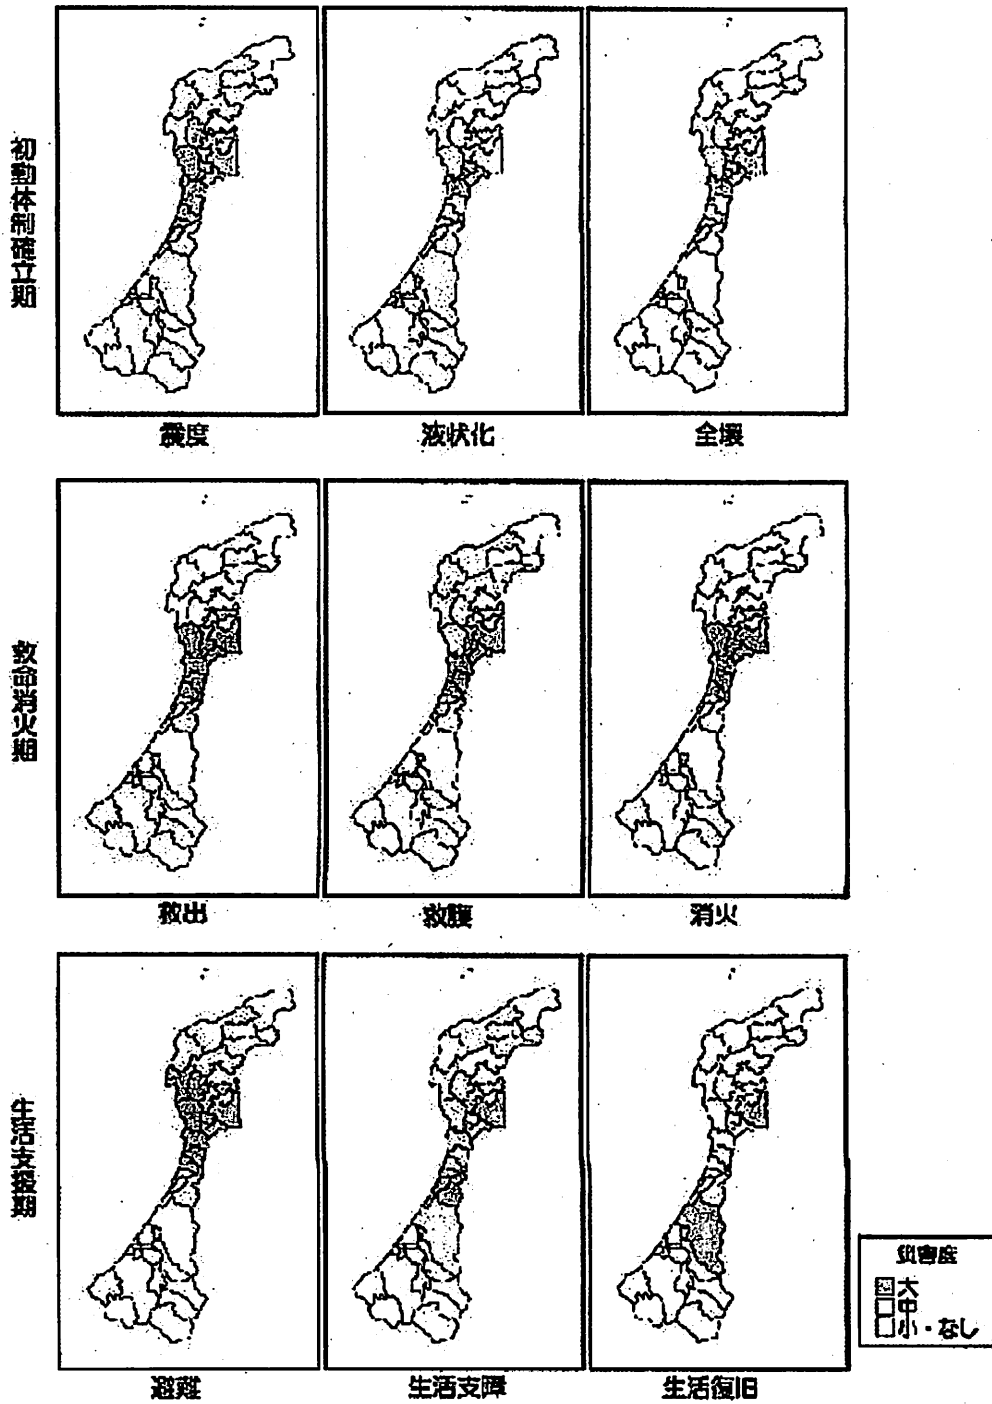 初動体制確立期
震度
液状化
全壊
救命消火期
救出
救護
消火
生活支援期
避難
生活支障
生活復旧
災害度
大
中
小・なし